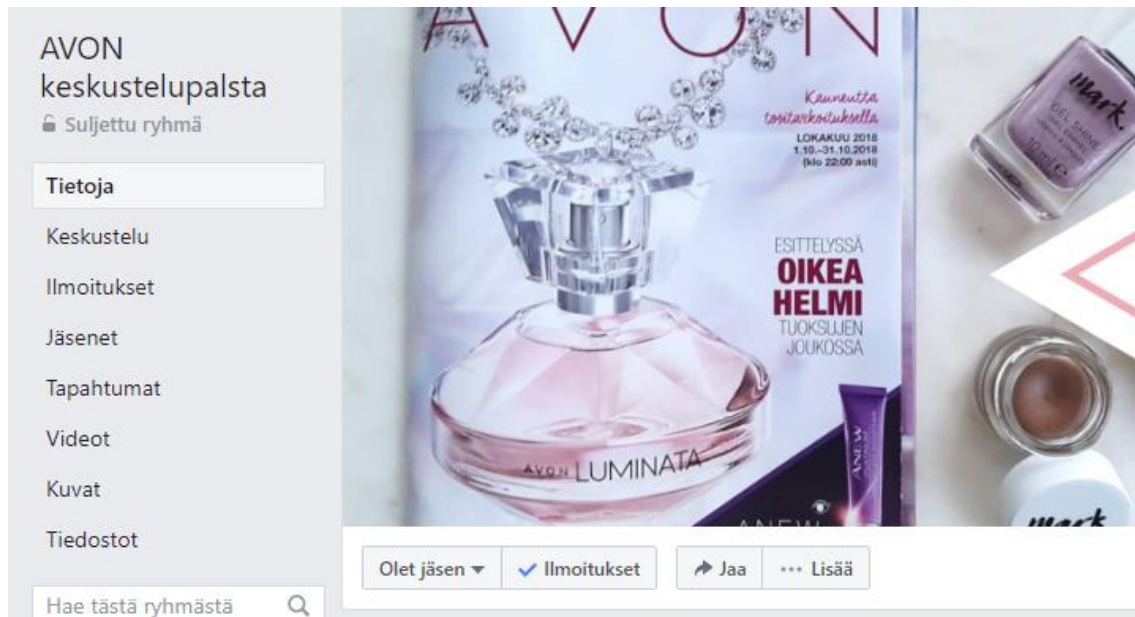 AVON
keskustelupalsta
Suljettu ryhmä
Tietoja
Keskustelu
Ilmoitukset
Jäsenet
Tapahtumat
Videot
Kuvat
Tiedostot
Hae tästä ryhmästä
AVON
Kauneutta
tositarkoituksella
LOKAKUU 2018
1.10.–31.10.2018
(klo 22:00 asti)
ESITTELYSSÄ
OIKEA
HELMI
TUOKSUJEN
JOUKOSSA
AVON LUMINATA
ANEW
ANEW
mark.
GEL SHINE
10 ml e
mark
Olet jäsen
Ilmoitukset
Jaa
Lisää